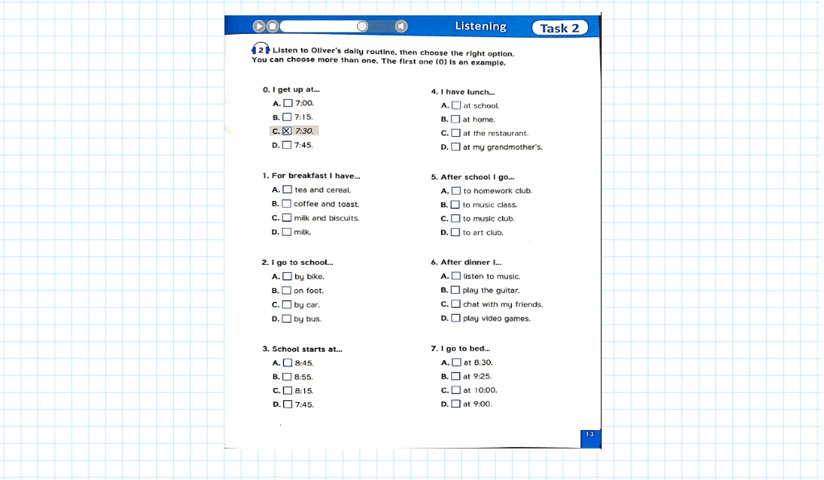 Listening Task 2
2 Listen to Oliver's daily routine, then choose the right option.
You can choose more than one. The first one (0) is an example.
0. I get up at...
A. 7:00.
B. 7:15.
C. 7:30.
D. 7:45.
1. For breakfast I have...
A. tea and cereal.
B. coffee and toast.
C. milk and biscuits.
D. milk.
2. I go to school...
A. by bike.
B. on foot.
C. by car.
D. by bus.
3. School starts at...
A. 8:45.
B. 8:55.
C. 8:15.
D. 7:45.
4. I have lunch...
A. at school.
B. at home.
C. at the restaurant.
D. at my grandmother's.
5. After school I go...
A. to homework club.
B. to music class.
C. to music club.
D. to art club.
6. After dinner I...
A. listen to music.
B. play the guitar.
C. chat with my friends.
D. play video games.
7. I go to bed...
A. at 8:30.
B. at 9:25.
C. at 10:00.
D. at 9:00.
13